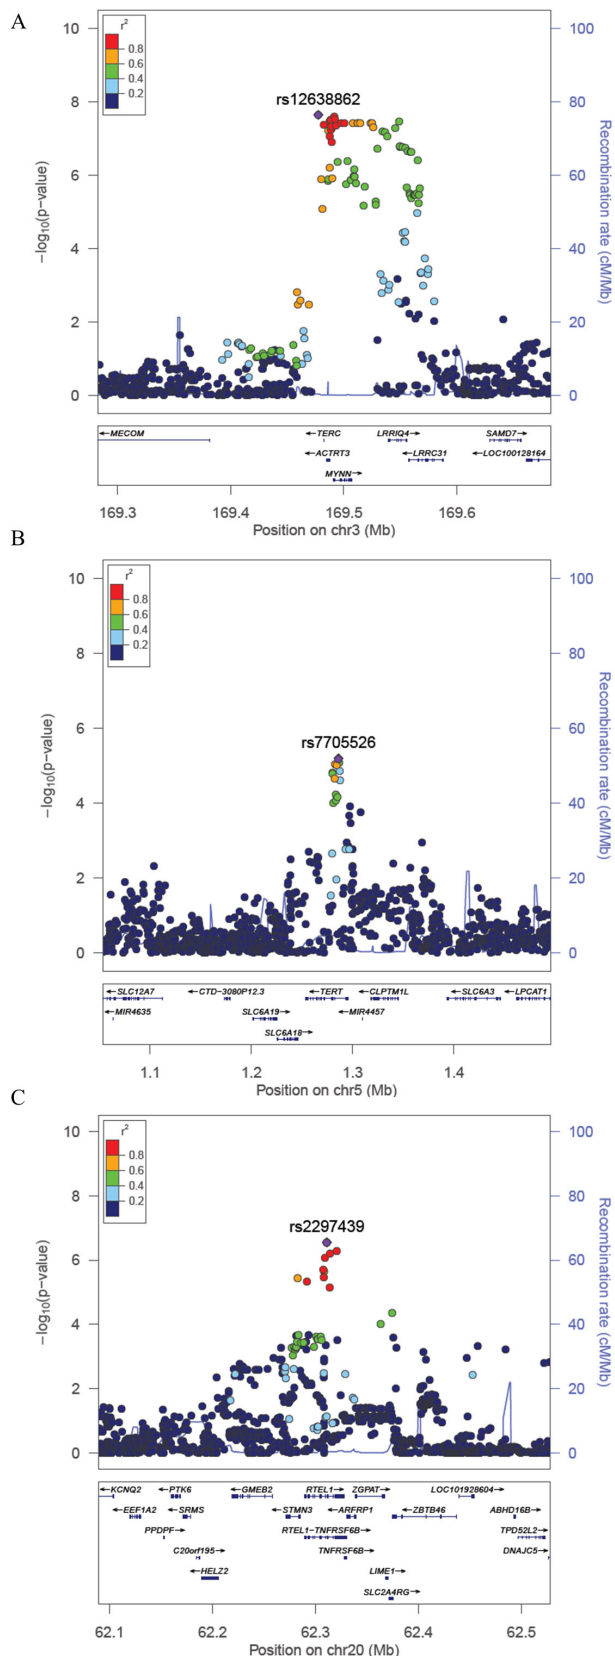 A
r²
0.8
0.6
0.4
0.2
rs12638862
10
8
6
4
2
0
−log₁₀(p−value)
100
80
60
40
20
0
Recombination rate (cM/Mb)
←MECOM
←TERC
LRRIQ4→
SAMD7→
←ACTRT3
←LRRC31
←LOC100128164
MYNN→
169.3
169.4
169.5
169.6
Position on chr3 (Mb)
B
r²
0.8
0.6
0.4
0.2
rs7705526
10
8
6
4
2
0
−log₁₀(p−value)
100
80
60
40
20
0
Recombination rate (cM/Mb)
←SLC12A7
←CTD−3080P12.3
←TERT
←CLPTM1L
←SLC6A3
←LPCAT1
←MIR4635
SLC6A19→
←MIR4457
SLC6A18→
1.1
1.2
1.3
1.4
Position on chr5 (Mb)
C
r²
0.8
0.6
0.4
0.2
rs2297439
10
8
6
4
2
0
−log₁₀(p−value)
100
80
60
40
20
0
Recombination rate (cM/Mb)
←KCNQ2
←PTK6
←GMEB2
RTEL1→
ZGPAT→
LOC101928604→
←EEF1A2
←SRMS
←STMN3
←ARFRP1
←ZBTB46
ABHD16B→
PPDPF→
RTEL1−TNFRSF6B→
TPD52L2→
C20orf195→
TNFRSF6B→
DNAJC5→
←HELZ2
LIME1→
SLC2A4RG→
62.1
62.2
62.3
62.4
62.5
Position on chr20 (Mb)